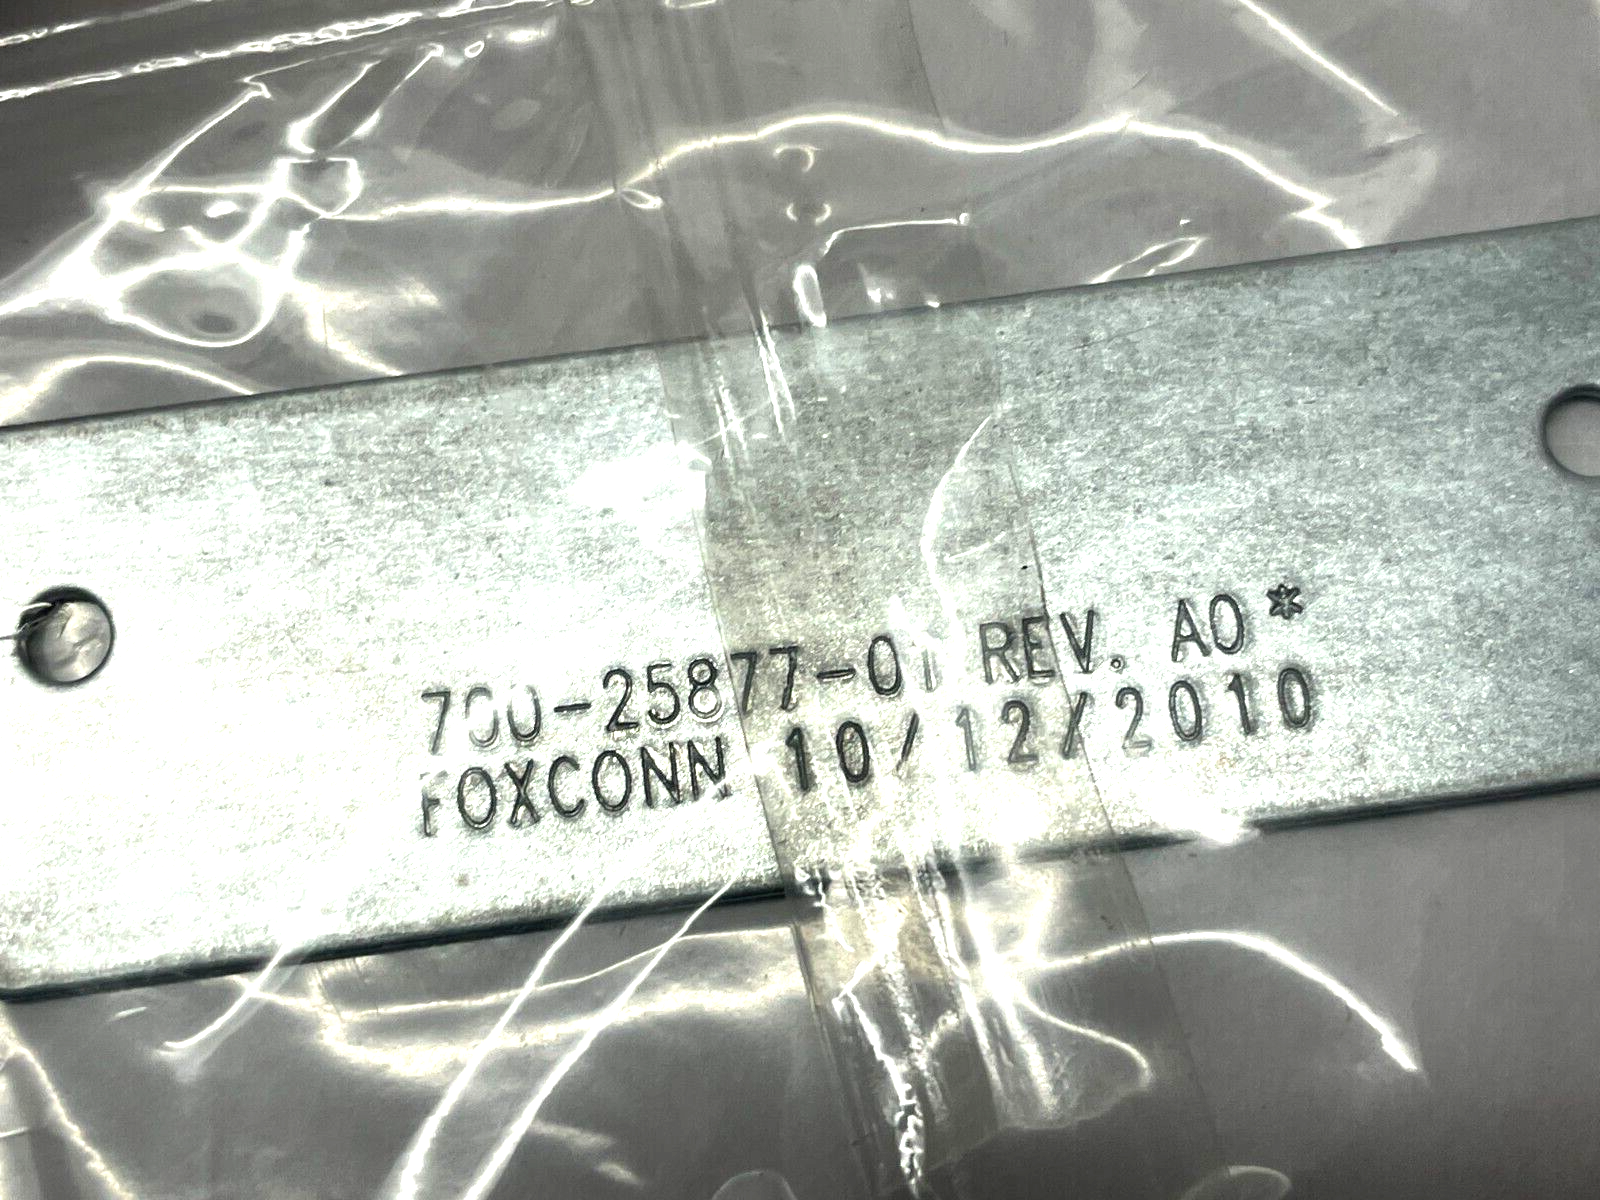 700-25877-01 REV. A0 *
FOXCONN 10/12/2010